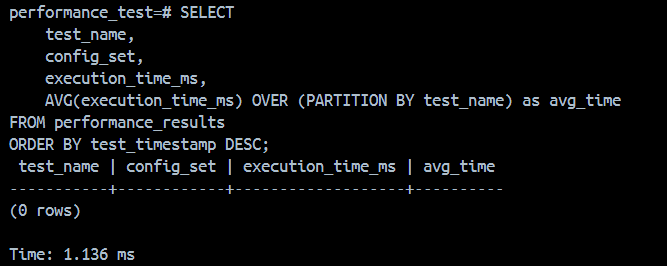 performance_test=# SELECT
    test_name,
    config_set,
    execution_time_ms,
    AVG(execution_time_ms) OVER (PARTITION BY test_name) as avg_time
FROM performance_results
ORDER BY test_timestamp DESC;
 test_name | config_set | execution_time_ms | avg_time
-----------+------------+-------------------+----------
(0 rows)

Time: 1.136 ms